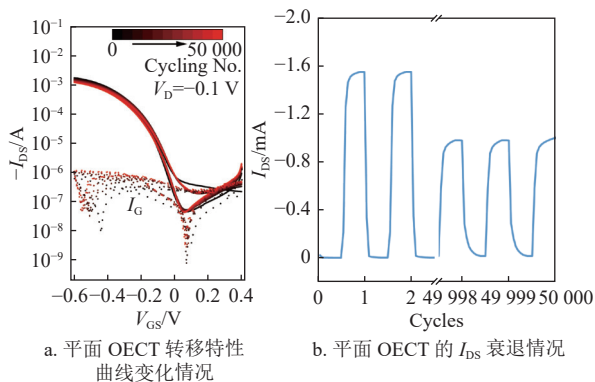 10⁻¹
10⁻²
10⁻³
10⁻⁴
10⁻⁵
10⁻⁶
10⁻⁷
10⁻⁸
10⁻⁹
−I_DS/A
0 50 000
Cycling No.
V_D=−0.1 V
I_G
−0.6 −0.4 −0.2 0 0.2 0.4
V_GS/V
a. 平面 OECT 转移特性
曲线变化情况
−2.0
−1.6
−1.2
−0.8
−0.4
0
I_DS/mA
0 1 2 49 998 49 999 50 000
Cycles
b. 平面 OECT 的 I_DS 衰退情况